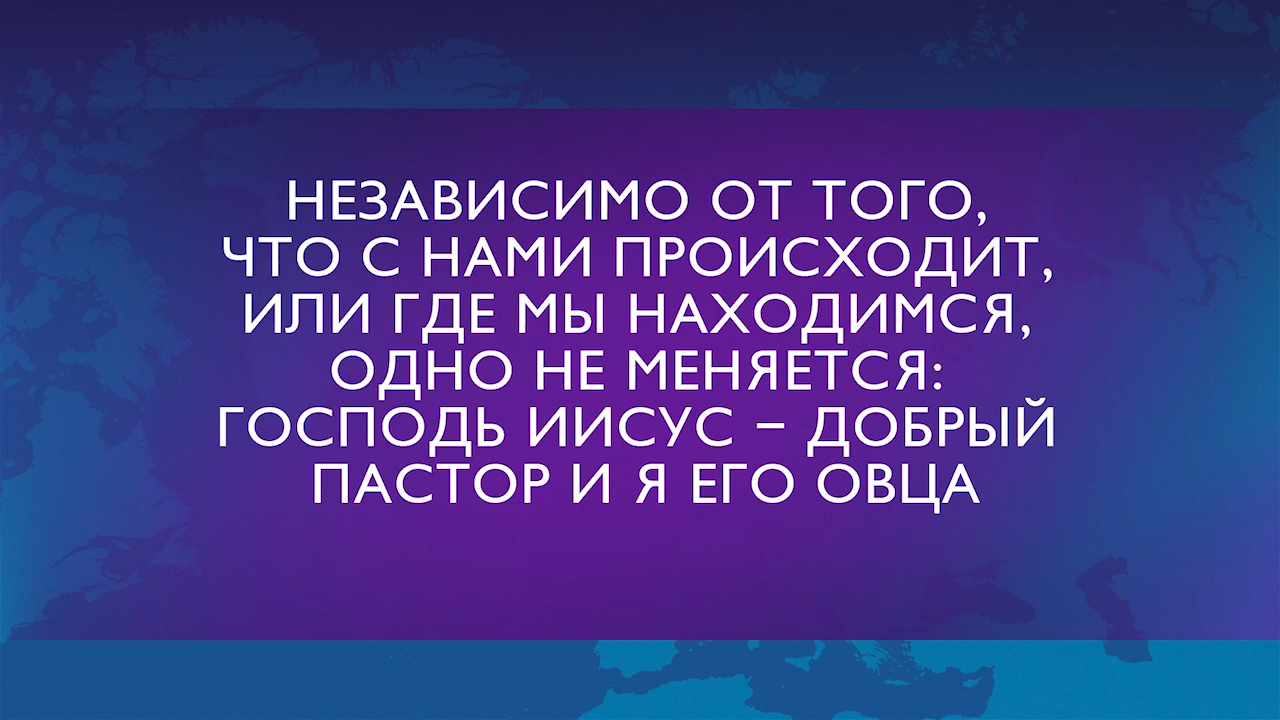 НЕЗАВИСИМО ОТ ТОГО,
ЧТО С НАМИ ПРОИСХОДИТ,
ИЛИ ГДЕ МЫ НАХОДИМСЯ,
ОДНО НЕ МЕНЯЕТСЯ:
ГОСПОДЬ ИИСУС – ДОБРЫЙ
ПАСТОР И Я ЕГО ОВЦА